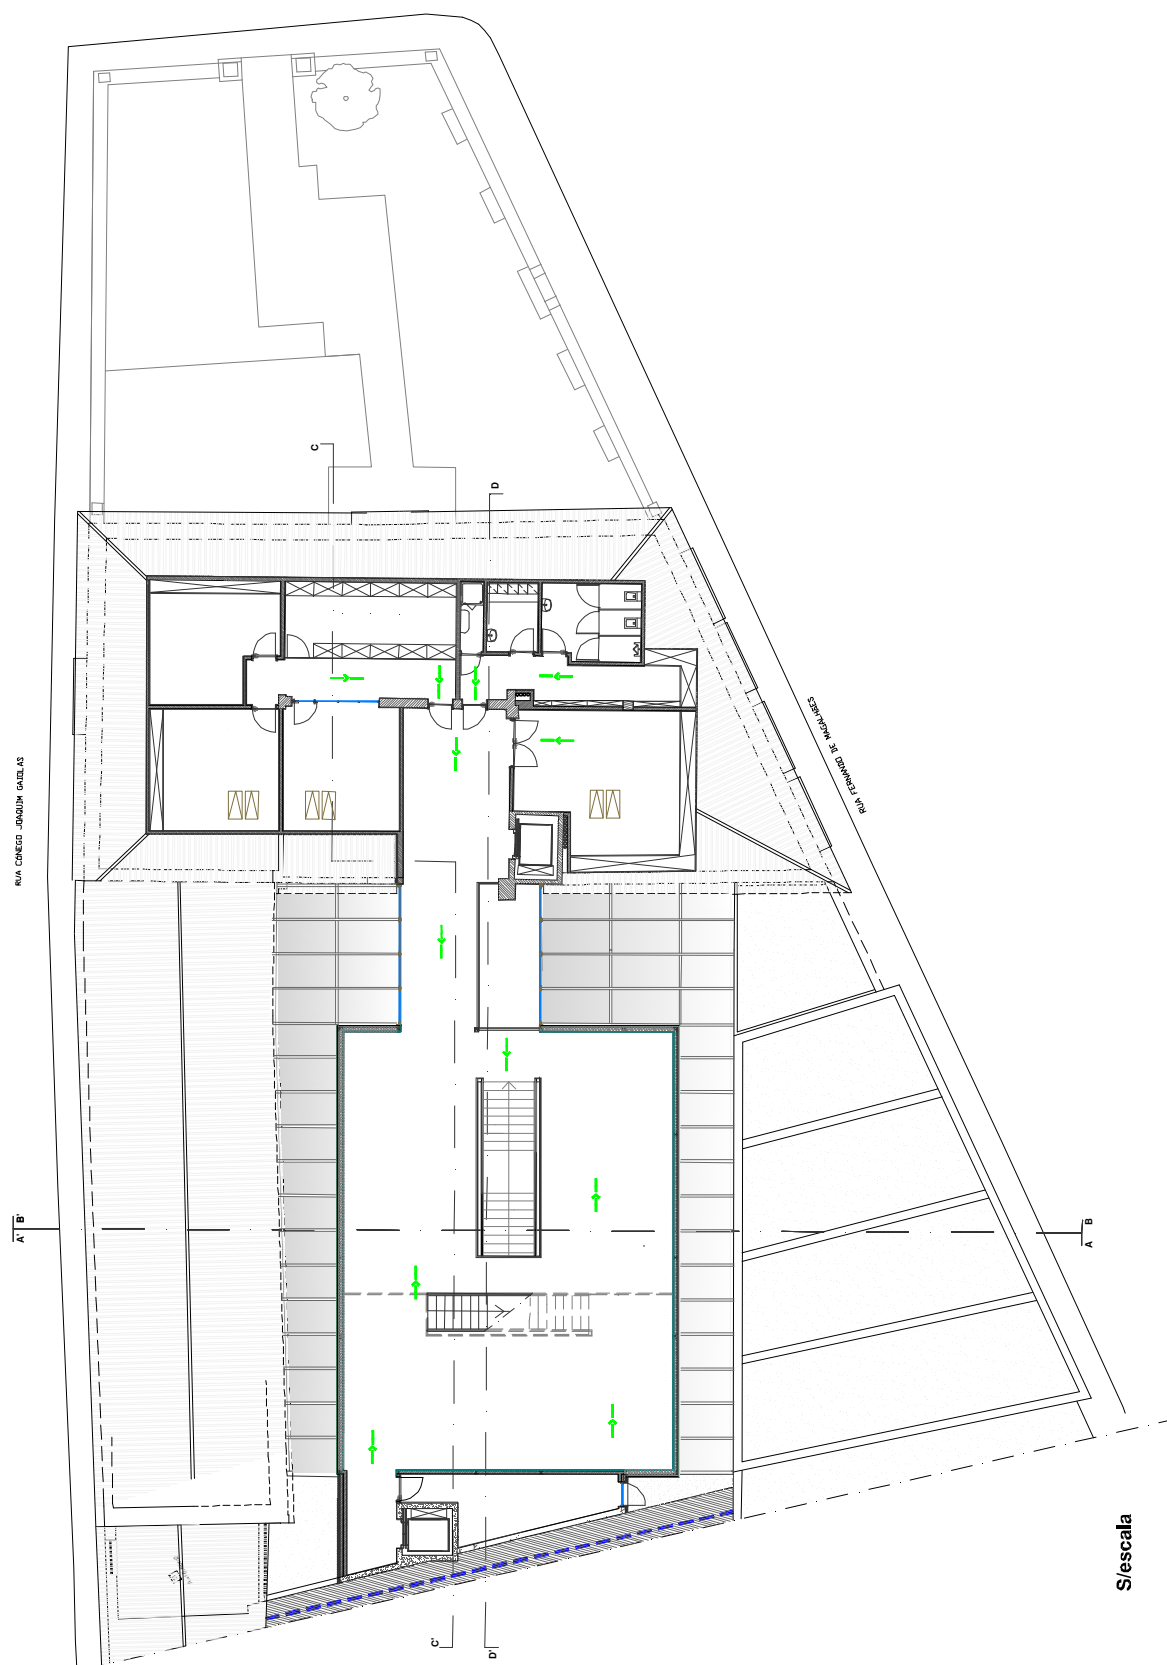 C
D
RUA FERNANDO DE MAGALHÃES
RUA CÓNEGO JOAQUIM GAIOLAS
A' B'
A B
C'
D'
S/escala